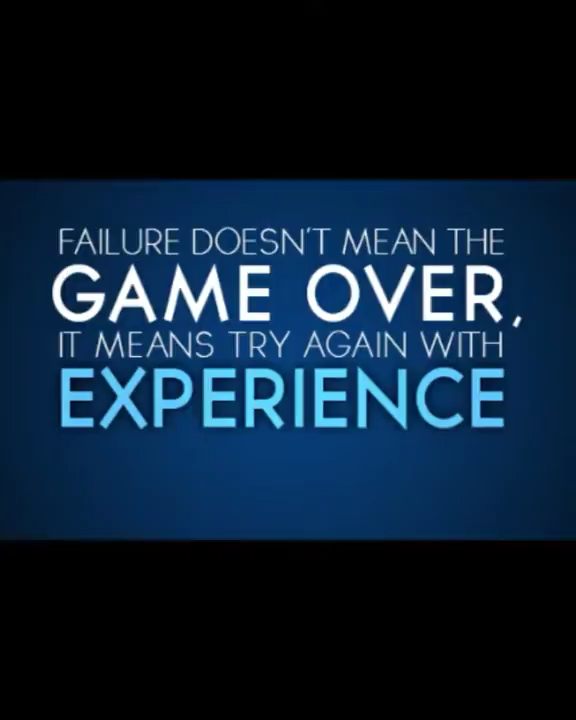 FAILURE DOESN'T MEAN THE
GAME OVER,
IT MEANS TRY AGAIN WITH
EXPERIENCE